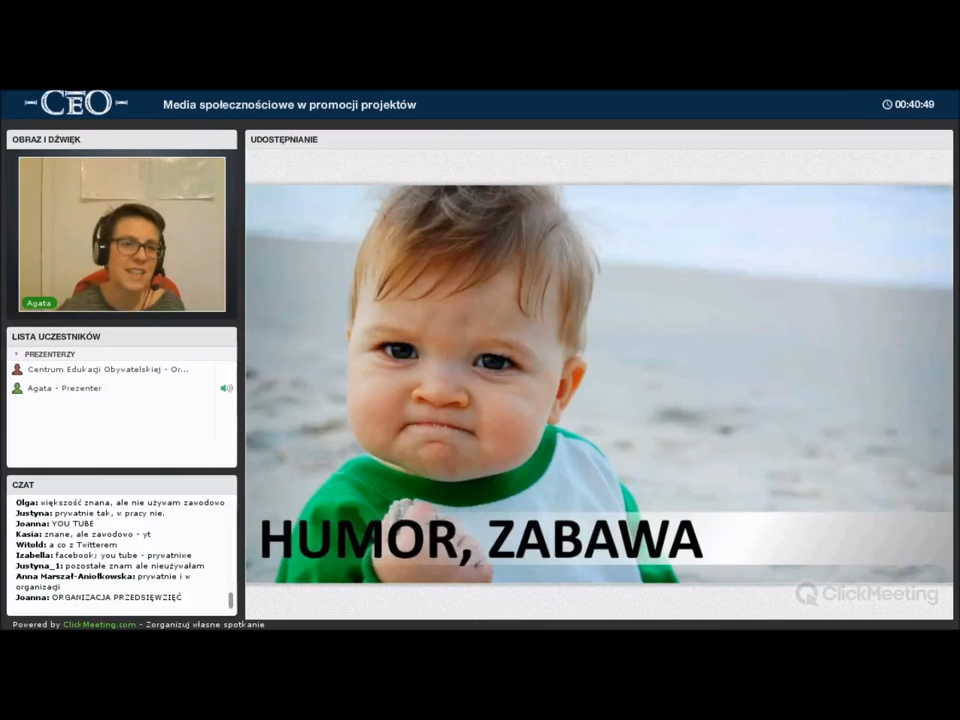 CEO
Media społecznościowe w promocji projektów
00:40:49
OBRAZ I DŹWIĘK
Agata
LISTA UCZESTNIKÓW
PREZENTERZY
Centrum Edukacji Obywatelskiej - Or...
Agata - Prezenter
CZAT
Olga: większość znana, ale nie używam zawodowo
Justyna: prywatnie tak, w pracy nie.
Joanna: YOU TUBE
Kasia: znane, ale zawodowo - yt
Witold: a co z Twitterem
Izabella: facebook; you tube - prywatniwe
Justyna_1: pozostałe znam ale nieużuwałam
Anna Marszał-Aniołkowska: prywatnie i w
organizacji
Joanna: ORGANIZACJA PRZEDSIĘWZIĘĆ
UDOSTĘPNIANIE
HUMOR, ZABAWA
ClickMeeting
Powered by ClickMeeting.com - Zorganizuj własne spotkanie